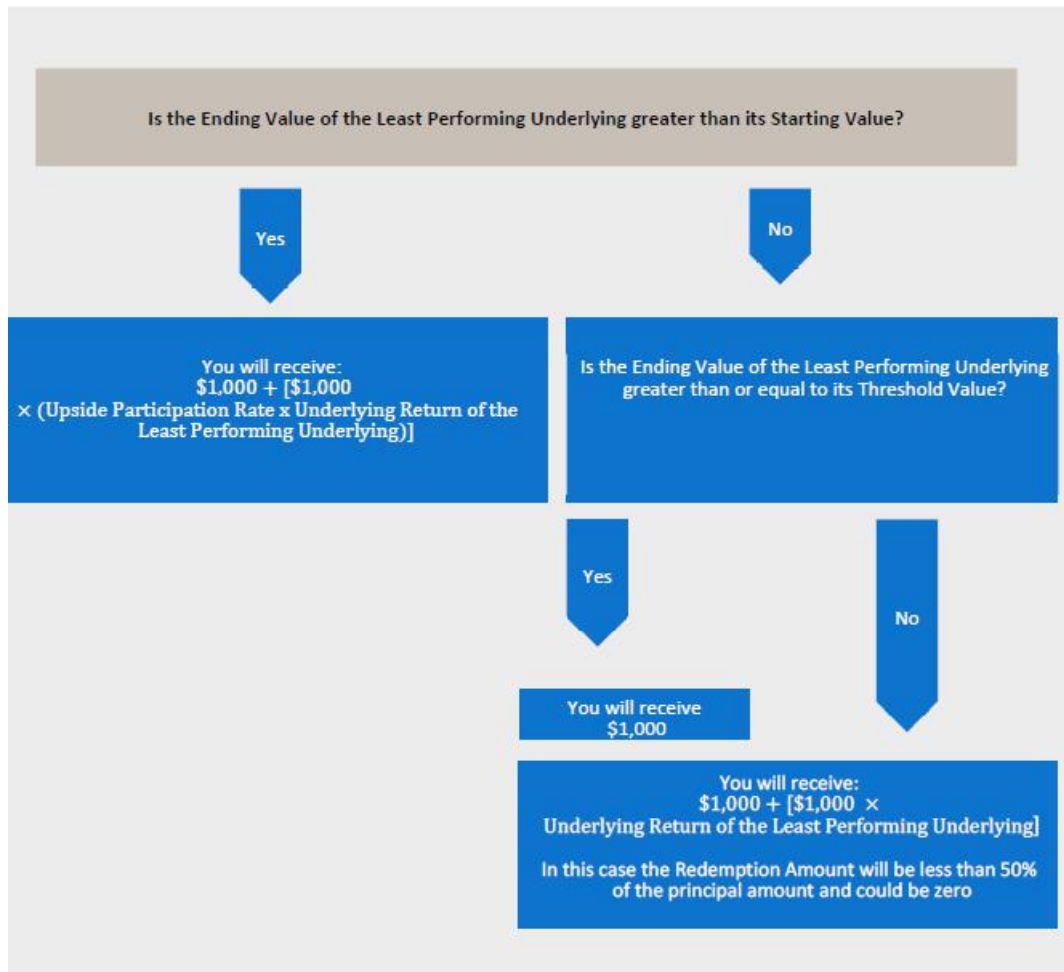 Is the Ending Value of the Least Performing Underlying greater than its Starting Value?
Yes
No
You will receive:
$1,000 + [$1,000
× (Upside Participation Rate x Underlying Return of the
Least Performing Underlying)]
Is the Ending Value of the Least Performing Underlying
greater than or equal to its Threshold Value?
Yes
No
You will receive
$1,000
You will receive:
$1,000 + [$1,000 ×
Underlying Return of the Least Performing Underlying]
In this case the Redemption Amount will be less than 50%
of the principal amount and could be zero